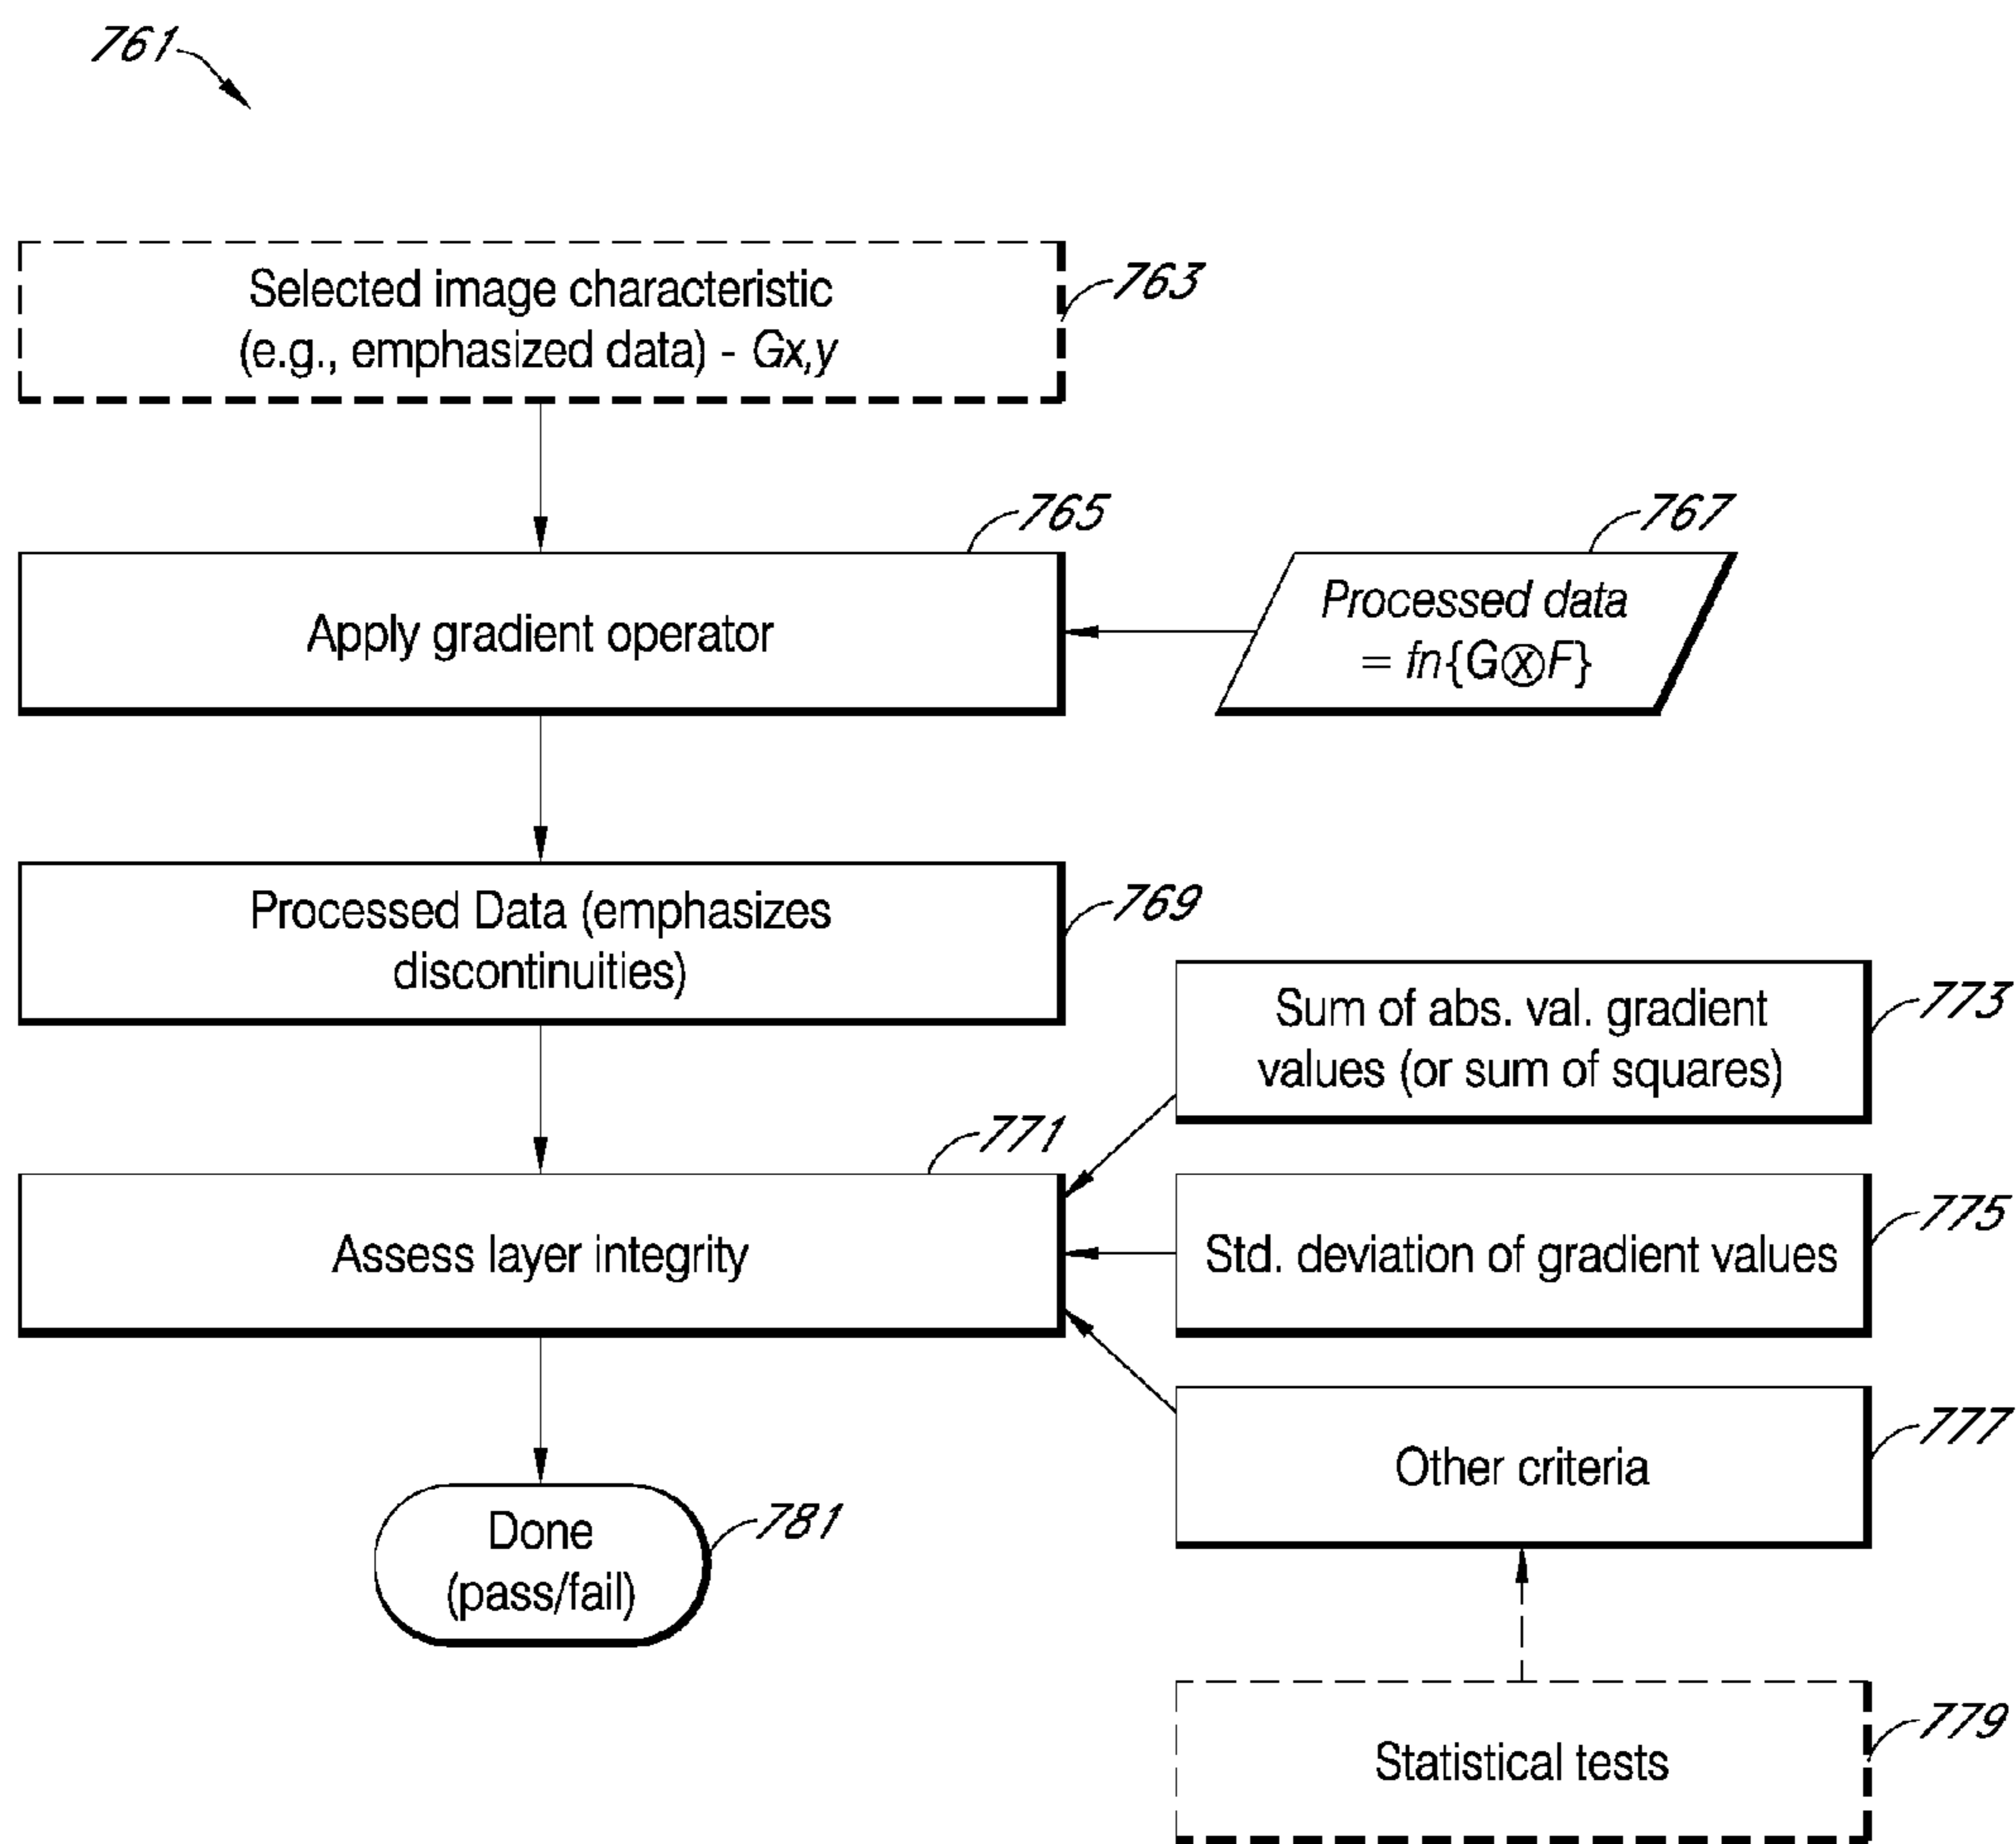 761
Selected image characteristic
(e.g., emphasized data) - Gx,y
763
765
Apply gradient operator
767
Processed data
= fn{G⊗F}
Processed Data (emphasizes
discontinuities)
769
Sum of abs. val. gradient
values (or sum of squares)
773
771
Assess layer integrity
Std. deviation of gradient values
775
Other criteria
777
Done
(pass/fail)
781
Statistical tests
779